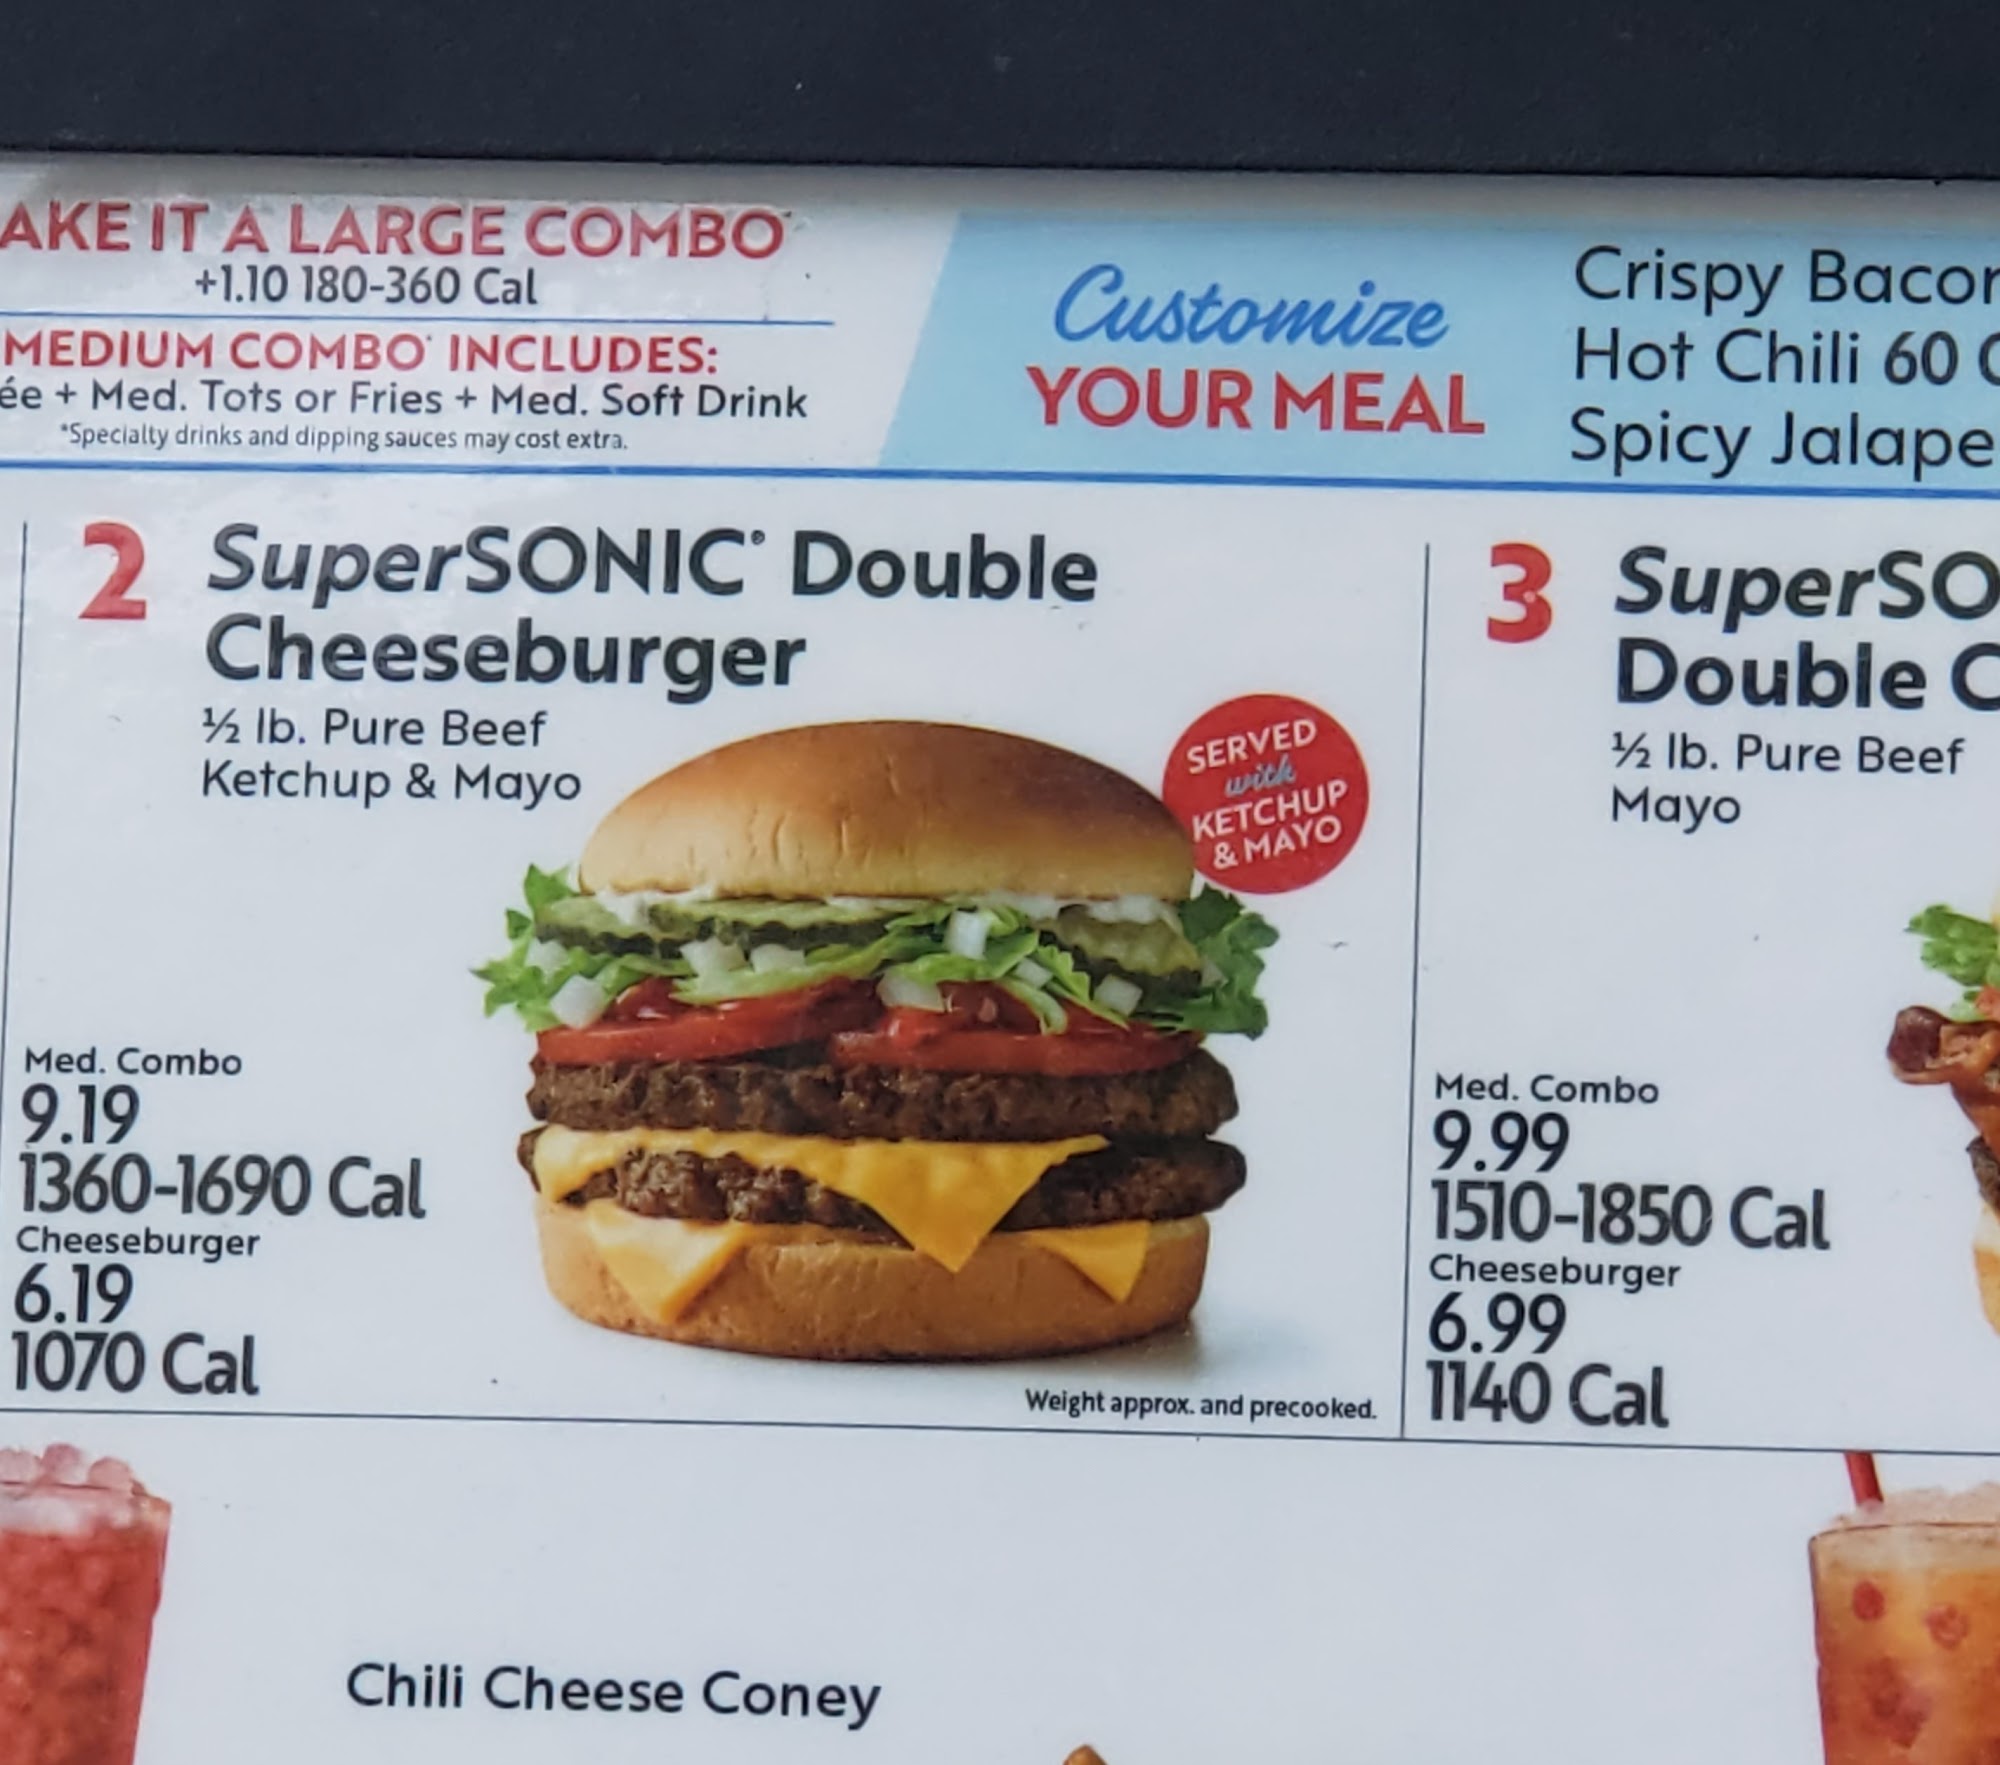 AKE IT A LARGE COMBO*
+1.10 180-360 Cal
MEDIUM COMBO* INCLUDES:
ée + Med. Tots or Fries + Med. Soft Drink
*Specialty drinks and dipping sauces may cost extra.
Customize
YOUR MEAL
Crispy Bacon
Hot Chili 60 C
Spicy Jalape
2 SuperSONIC® Double
Cheeseburger
½ lb. Pure Beef
Ketchup & Mayo
SERVED
with
KETCHUP
& MAYO
Med. Combo
9.19
1360-1690 Cal
Cheeseburger
6.19
1070 Cal
Weight approx. and precooked.
3 SuperSO
Double C
½ lb. Pure Beef
Mayo
Med. Combo
9.99
1510-1850 Cal
Cheeseburger
6.99
1140 Cal
Chili Cheese Coney